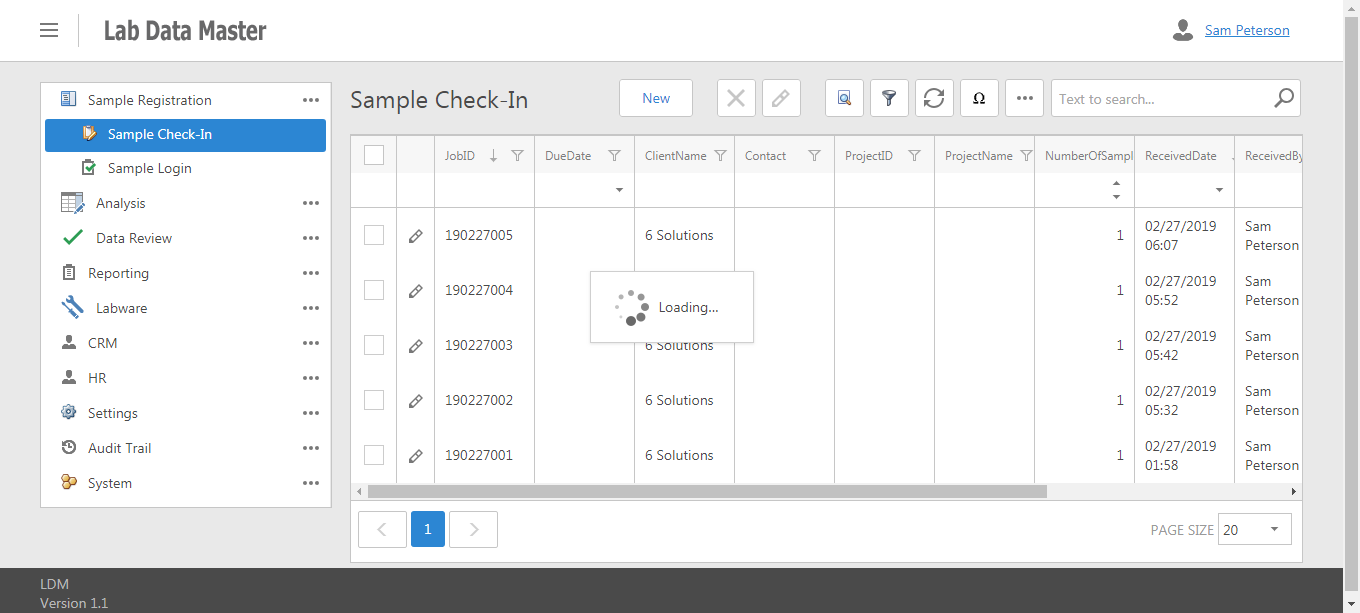 Lab Data Master
Sam Peterson
Sample Registration
Sample Check-In
Sample Login
Analysis
Data Review
Reporting
Labware
CRM
HR
Settings
Audit Trail
System
Sample Check-In
New
Ω
Text to search...
JobID
DueDate
ClientName
Contact
ProjectID
ProjectName
NumberOfSampl
ReceivedDate
ReceivedBy
190227005
6 Solutions
1
02/27/2019
06:07
Sam
Peterson
190227004
1
02/27/2019
05:52
Sam
Peterson
Loading...
190227003
6 Solutions
1
02/27/2019
05:42
Sam
Peterson
190227002
6 Solutions
1
02/27/2019
05:32
Sam
Peterson
190227001
6 Solutions
1
02/27/2019
01:58
Sam
Peterson
1
PAGE SIZE
20
LDM
Version 1.1